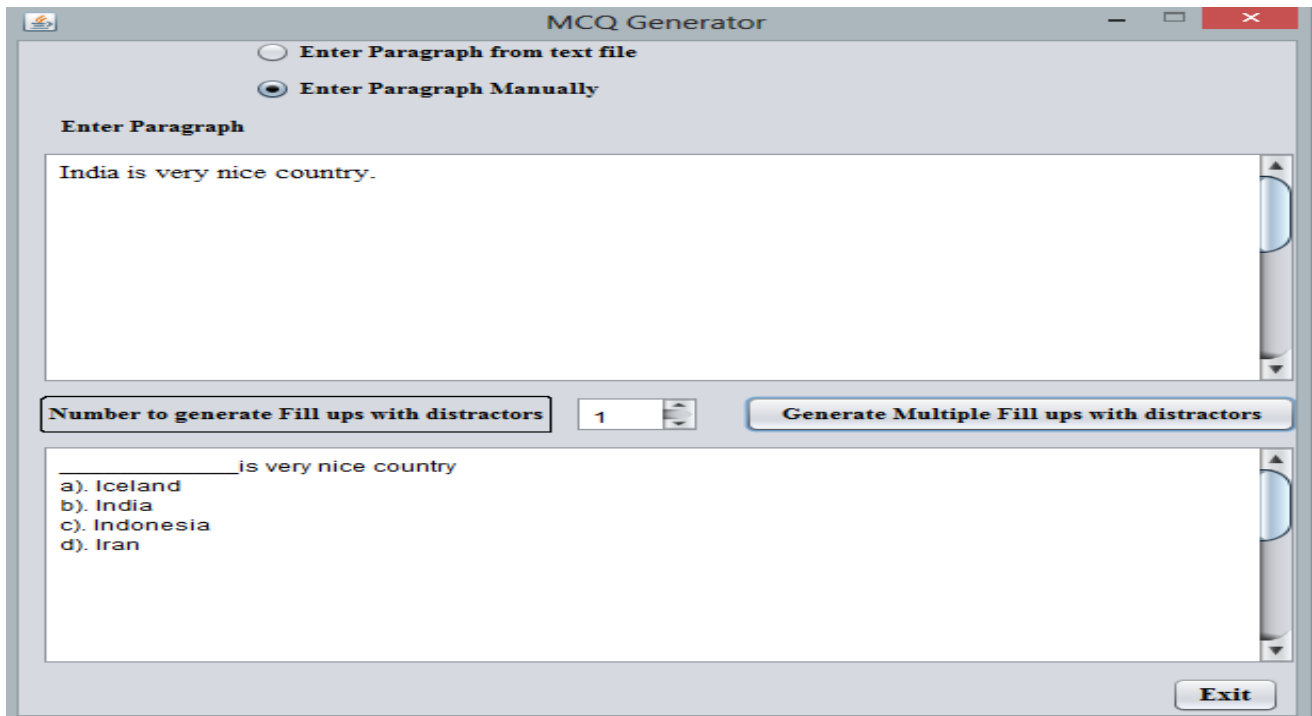 MCQ Generator
Enter Paragraph from text file
Enter Paragraph Manually
Enter Paragraph
India is very nice country.
Number to generate Fill ups with distractors 1 Generate Multiple Fill ups with distractors
_______________is very nice country
a). Iceland
b). India
c). Indonesia
d). Iran
Exit